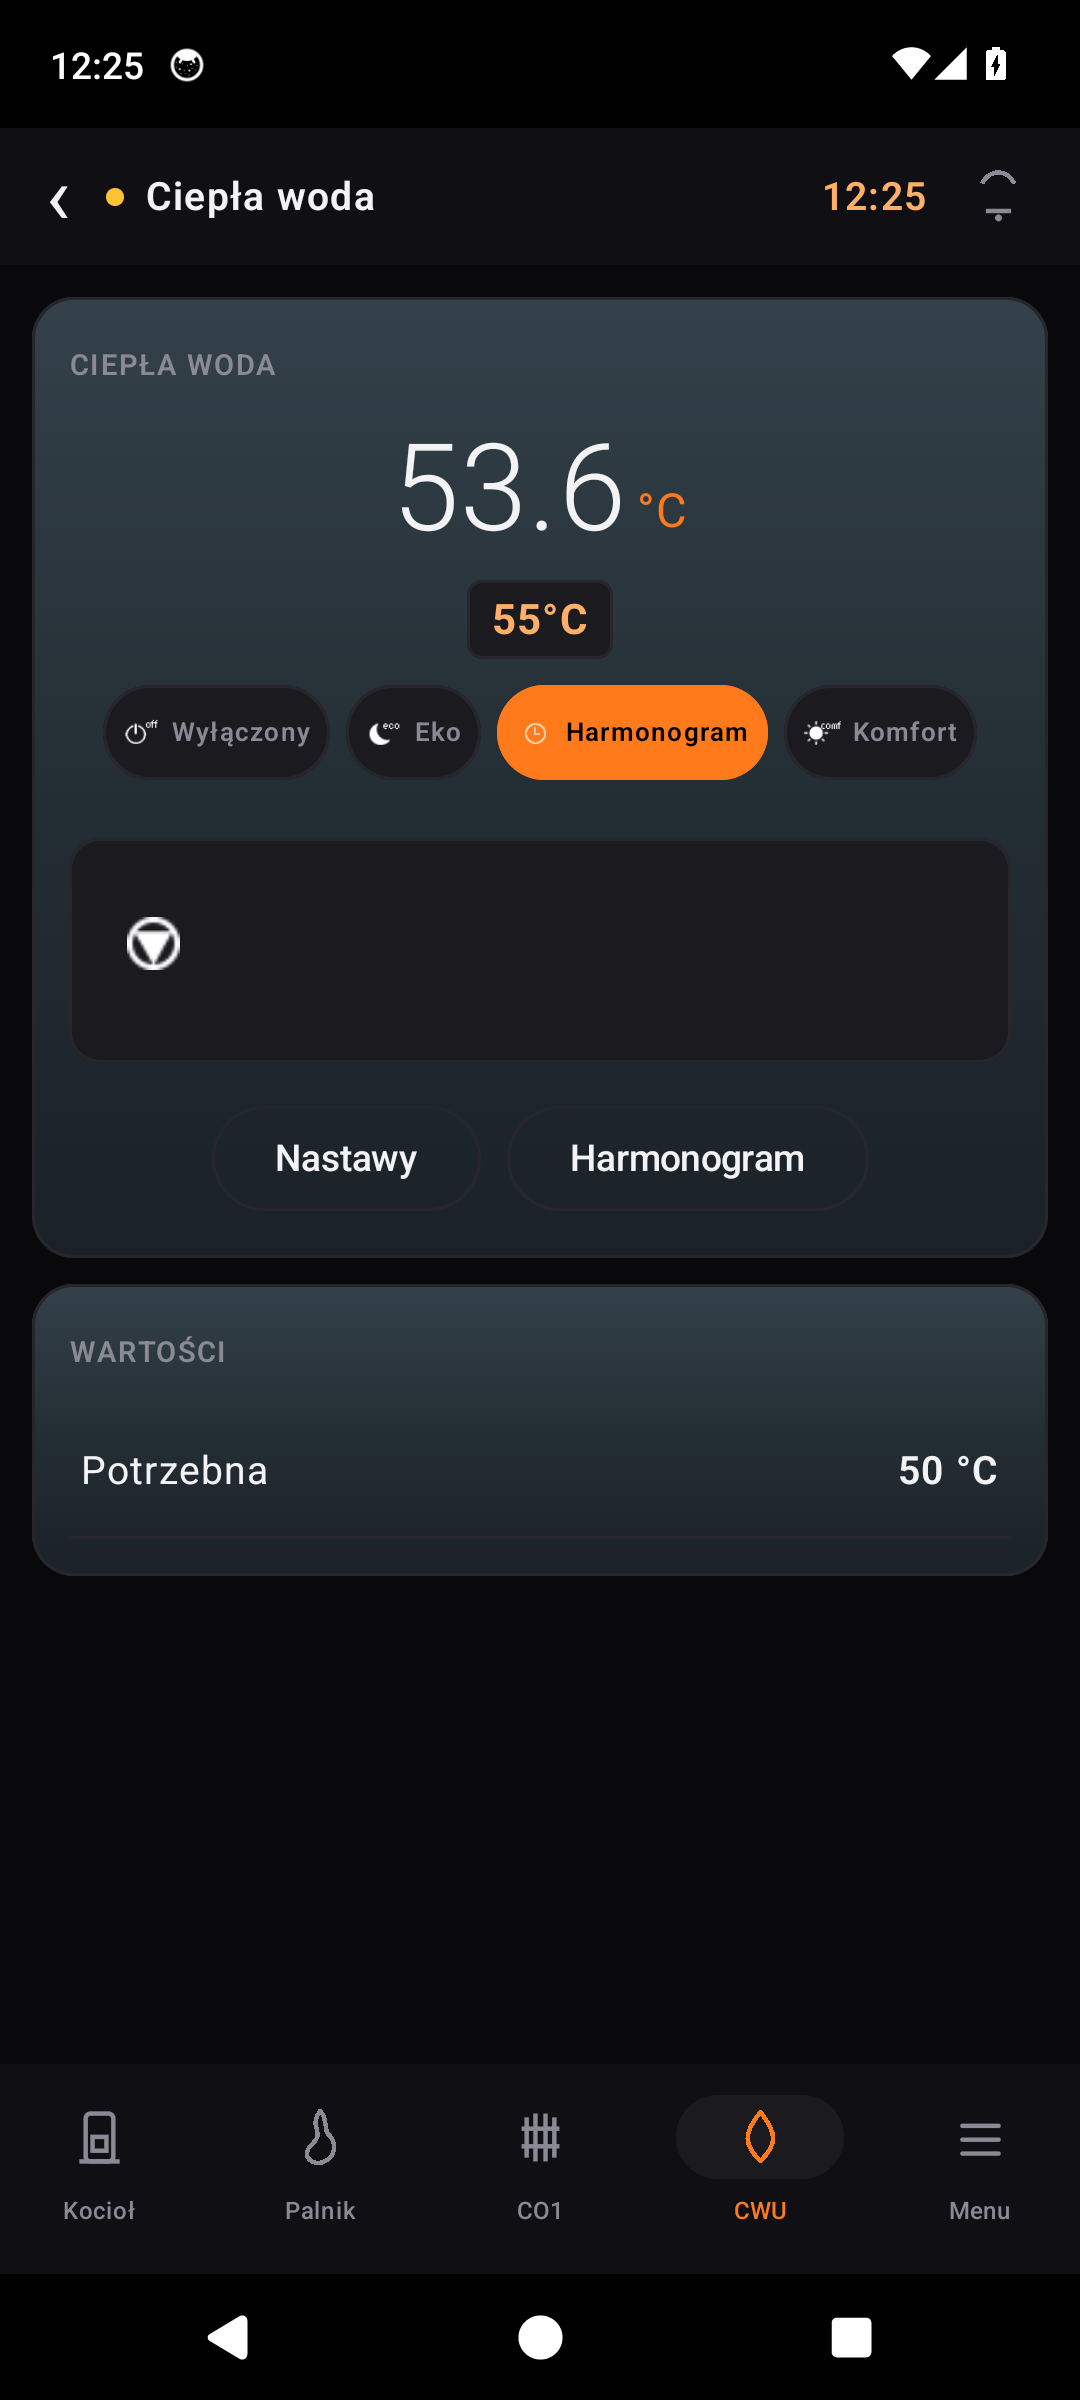 12:25
Ciepła woda
12:25
CIEPŁA WODA
53.6 °C
55°C
off Wyłączony
eco Eko
Harmonogram
comf Komfort
Nastawy
Harmonogram
WARTOŚCI
Potrzebna 50 °C
Kocioł
Palnik
CO1
CWU
Menu